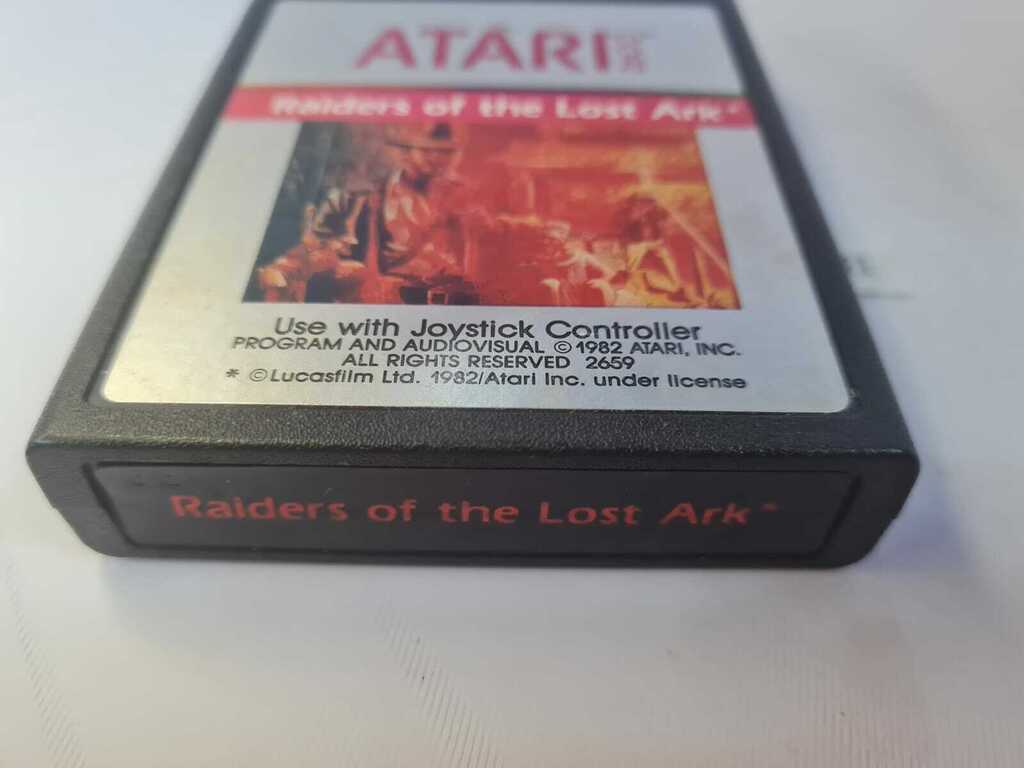 ATARI 2600
Raiders of the Lost Ark*
Use with Joystick Controller
PROGRAM AND AUDIOVISUAL © 1982 ATARI, INC.
ALL RIGHTS RESERVED 2659
* ©Lucasfilm Ltd. 1982/Atari Inc. under license
Raiders of the Lost Ark*